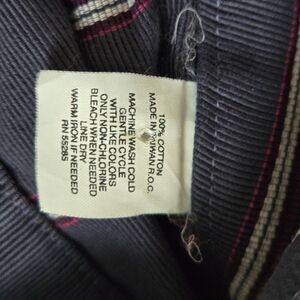 100% COTTON
MADE IN TAIWAN R.O.C.
MACHINE WASH COLD
GENTLE CYCLE
WITH LIKE COLORS
ONLY NON-CHLORINE
BLEACH WHEN NEEDED
LINE DRY
WARM IRON IF NEEDED
RN 55285